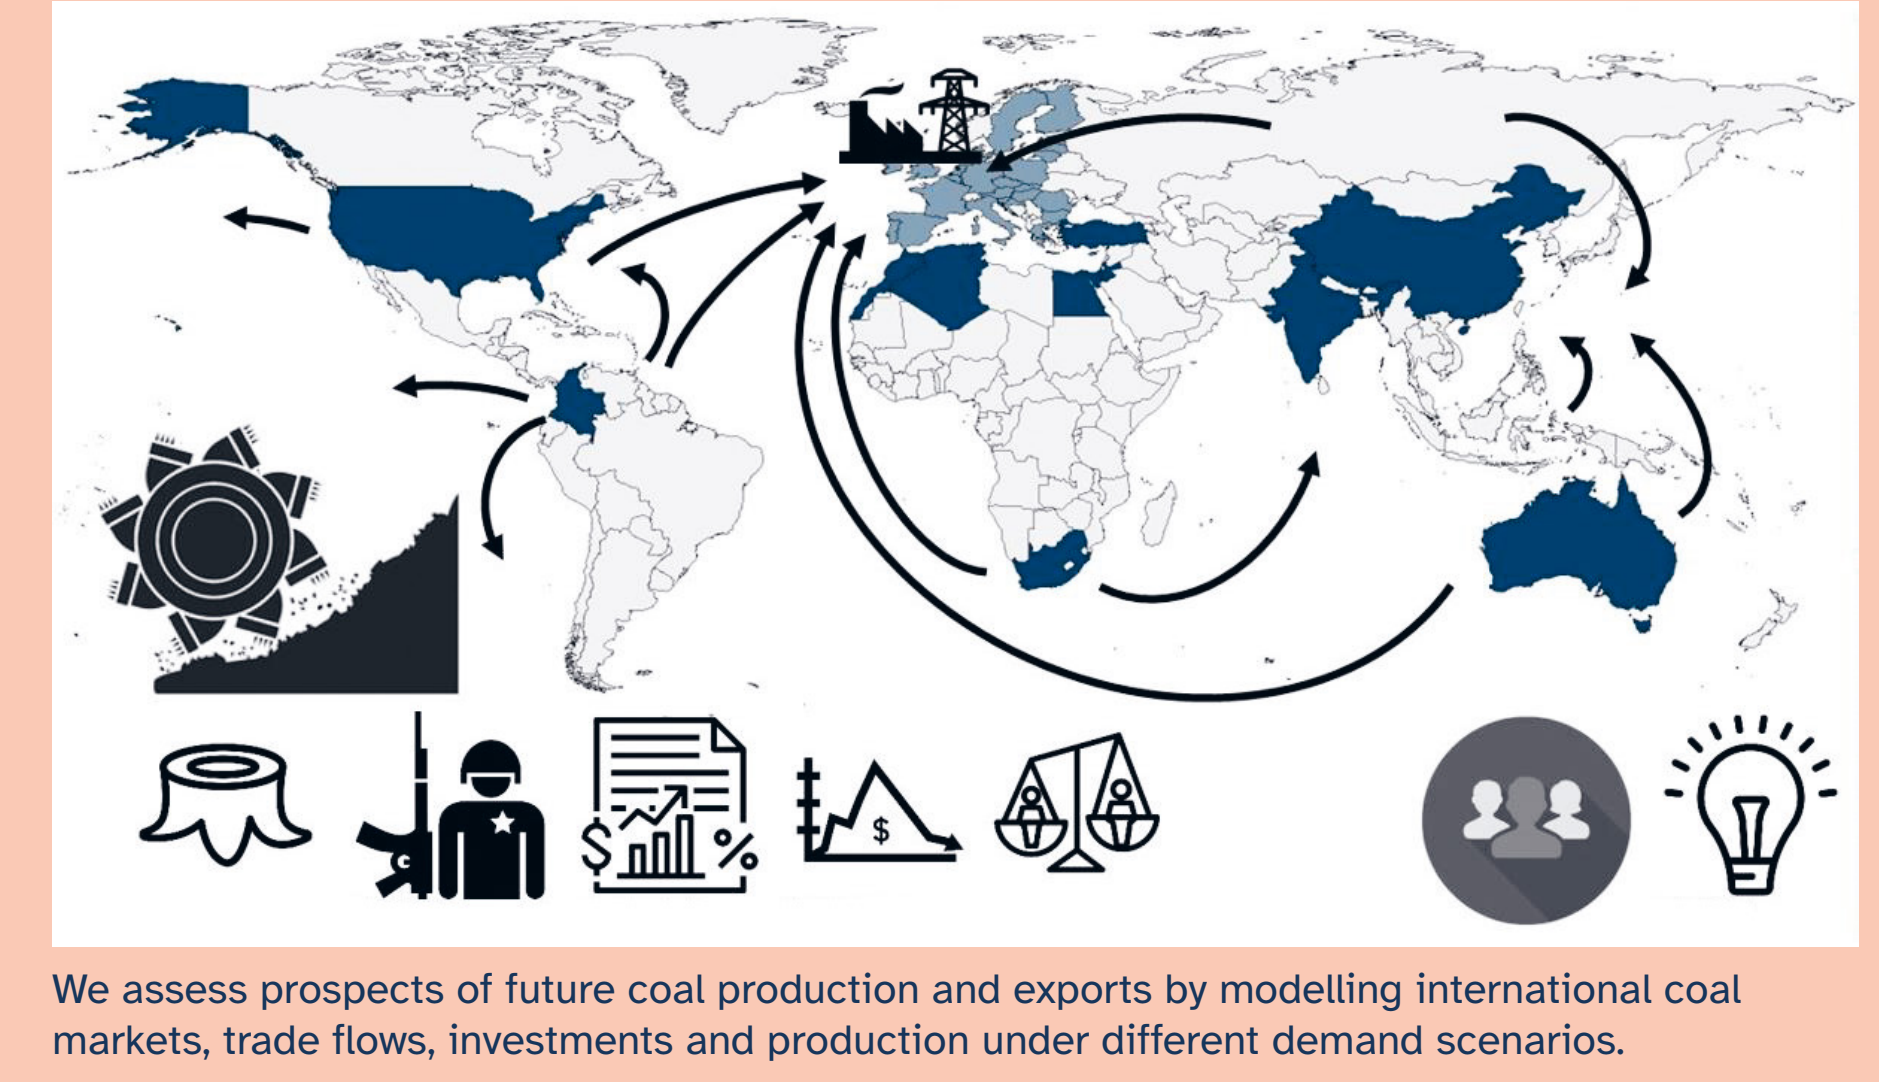 G
$
%
$
We assess prospects of future coal production and exports by modelling international coal
markets, trade flows, investments and production under different demand scenarios.